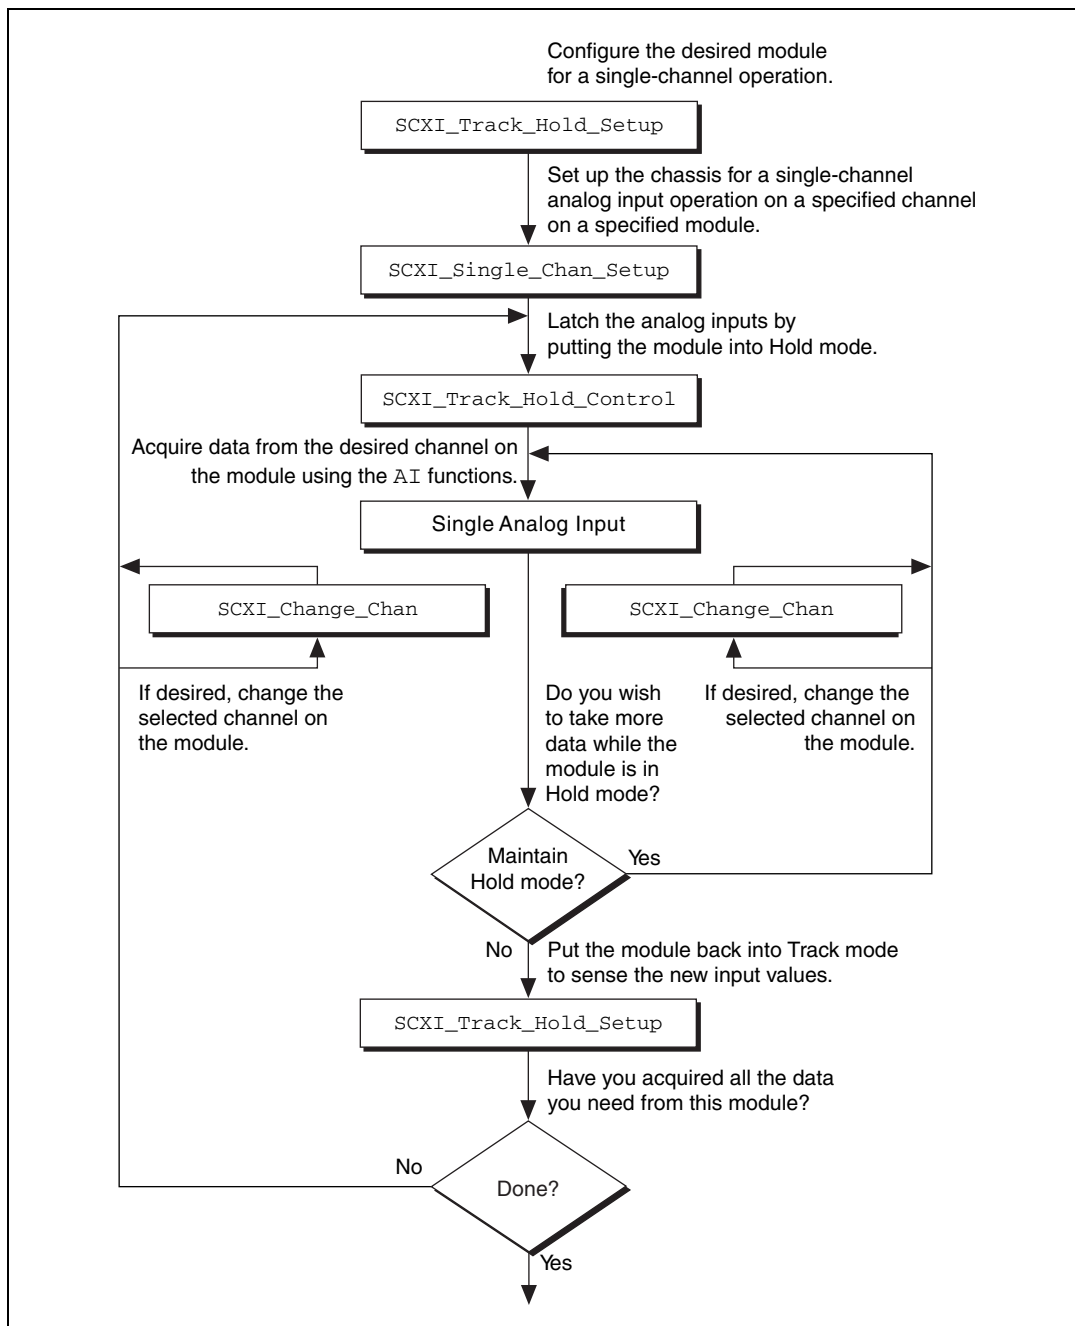 Configure the desired module
for a single-channel operation.
SCXI_Track_Hold_Setup
Set up the chassis for a single-channel
analog input operation on a specified channel
on a specified module.
SCXI_Single_Chan_Setup
Latch the analog inputs by
putting the module into Hold mode.
SCXI_Track_Hold_Control
Acquire data from the desired channel on
the module using the AI functions.
Single Analog Input
SCXI_Change_Chan
SCXI_Change_Chan
If desired, change the
selected channel on
the module.
Do you wish
to take more
data while the
module is in
Hold mode?
If desired, change the
selected channel on
the module.
Maintain
Hold mode?
Yes
No
Put the module back into Track mode
to sense the new input values.
SCXI_Track_Hold_Setup
Have you acquired all the data
you need from this module?
No
Done?
Yes